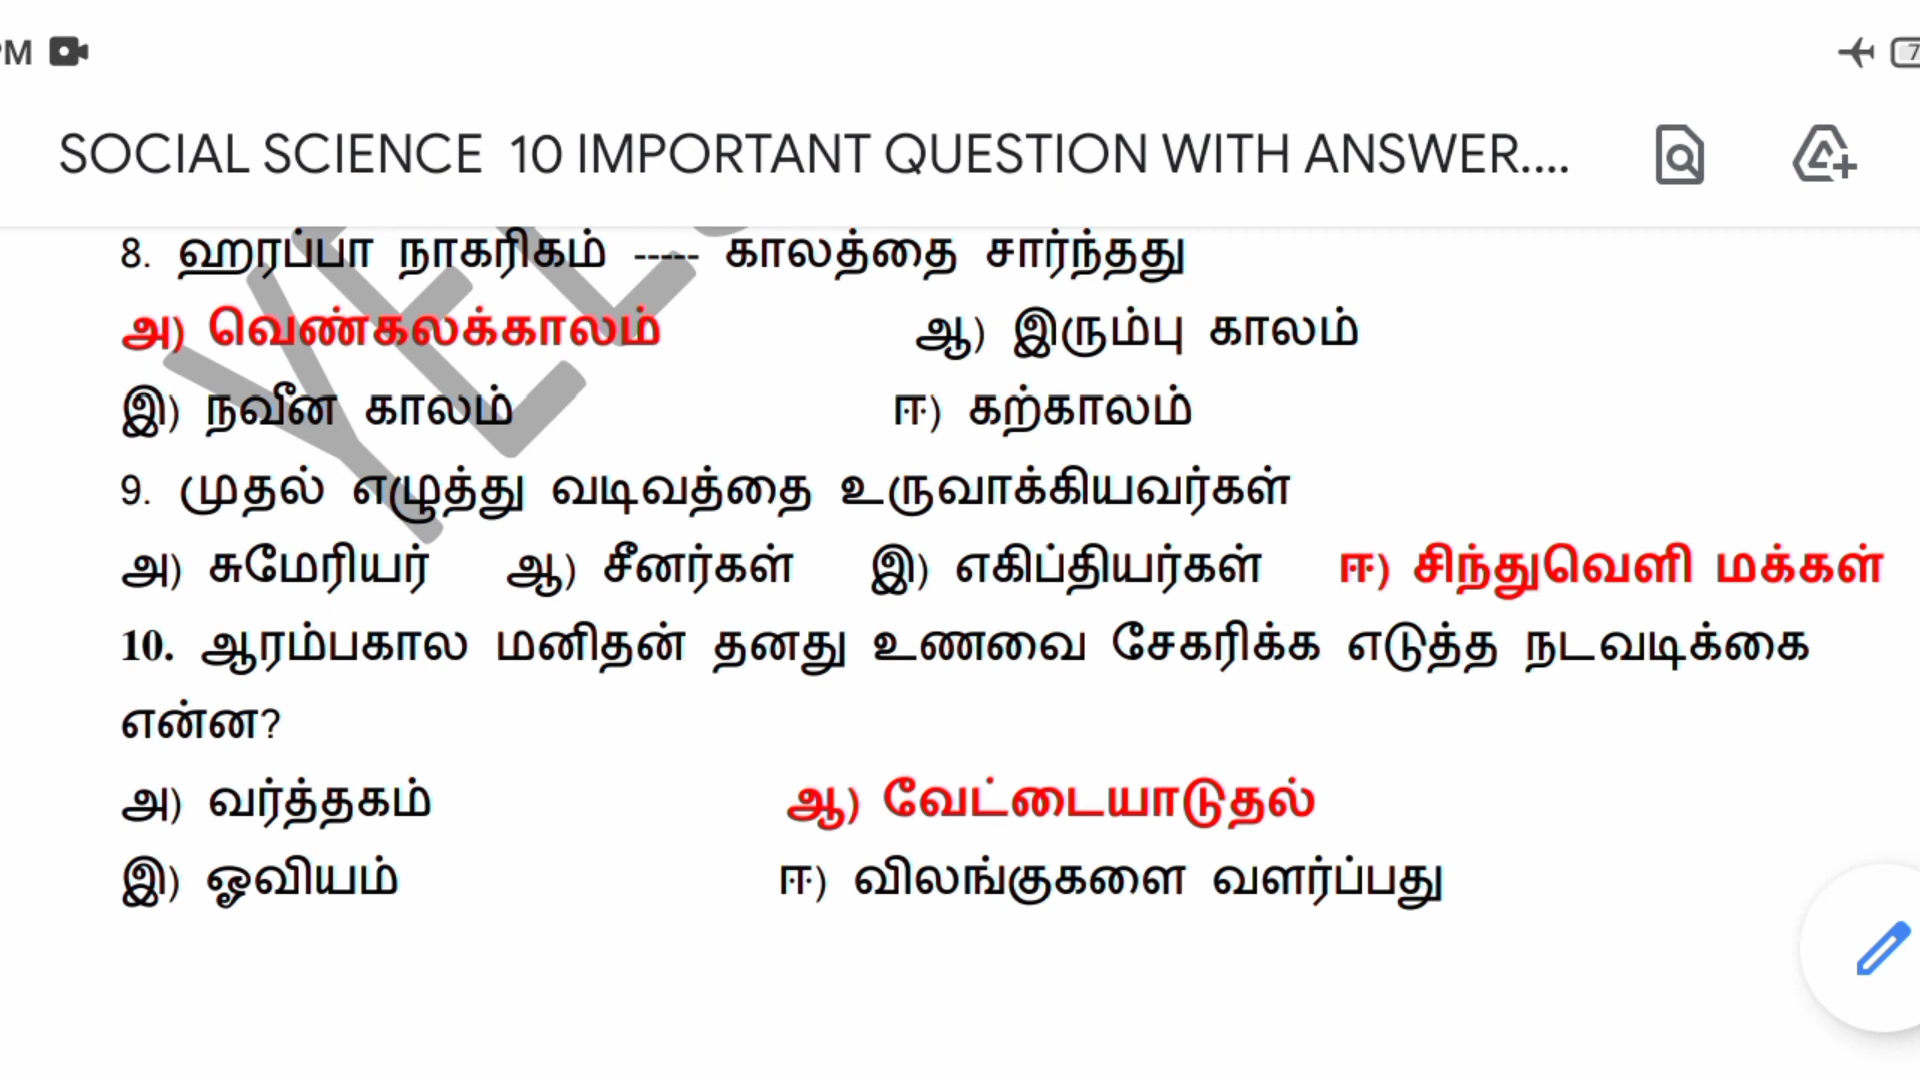 PM
7
SOCIAL SCIENCE 10 IMPORTANT QUESTION WITH ANSWER....
8. ஹரப்பா நாகரிகம் ----- காலத்தை சார்ந்தது
அ) வெண்கலக்காலம் ஆ) இரும்பு காலம்
இ) நவீன காலம் ஈ) கற்காலம்
9. முதல் எழுத்து வடிவத்தை உருவாக்கியவர்கள்
அ) சுமேரியர் ஆ) சீனர்கள் இ) எகிப்தியர்கள் ஈ) சிந்துவெளி மக்கள்
10. ஆரம்பகால மனிதன் தனது உணவை சேகரிக்க எடுத்த நடவடிக்கை
என்ன?
அ) வர்த்தகம் ஆ) வேட்டையாடுதல்
இ) ஓவியம் ஈ) விலங்குகளை வளர்ப்பது